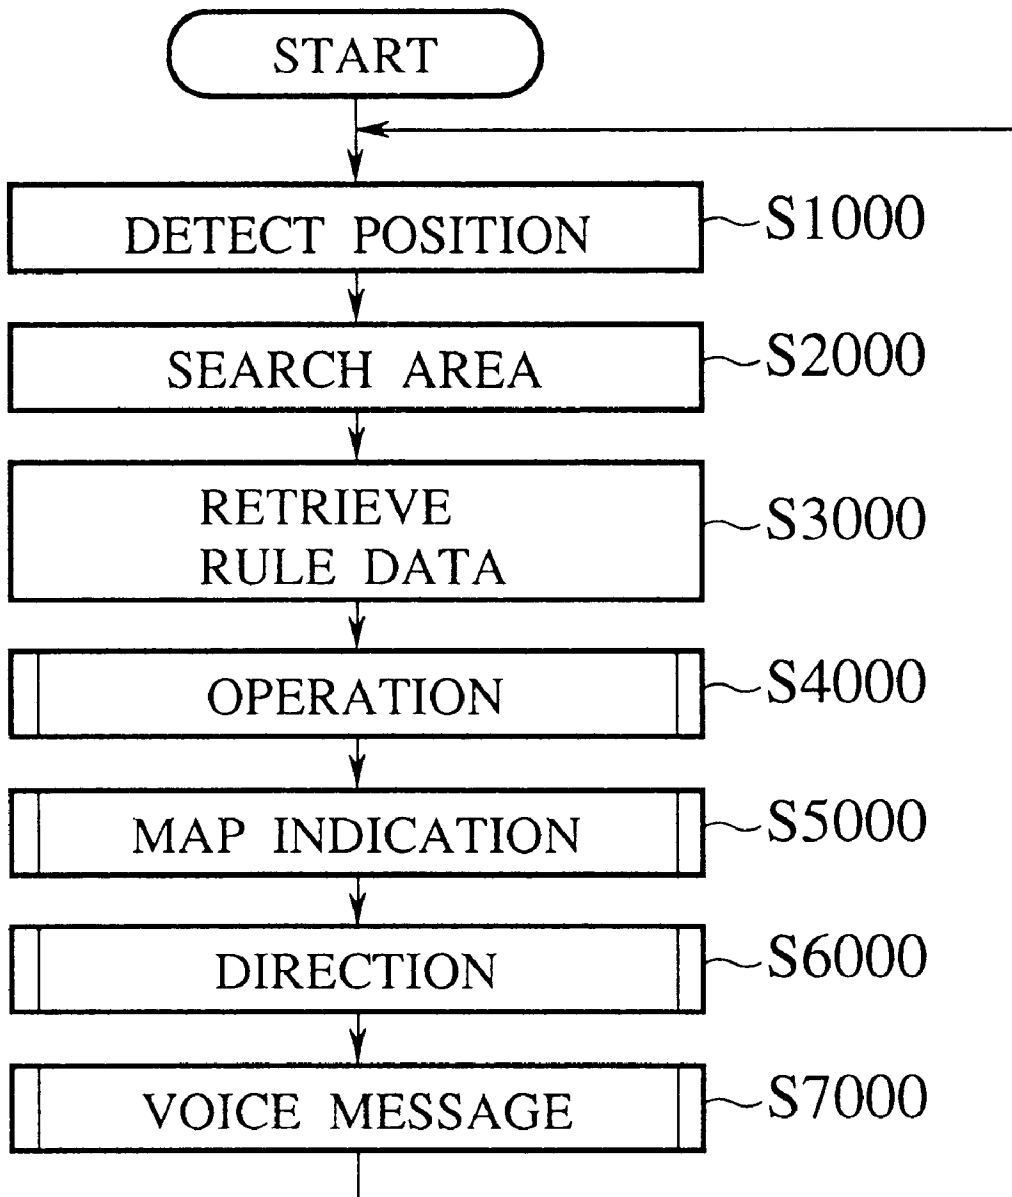 START
DETECT POSITION
S1000
SEARCH AREA
S2000
RETRIEVE
RULE DATA
S3000
OPERATION
S4000
MAP INDICATION
S5000
DIRECTION
S6000
VOICE MESSAGE
S7000